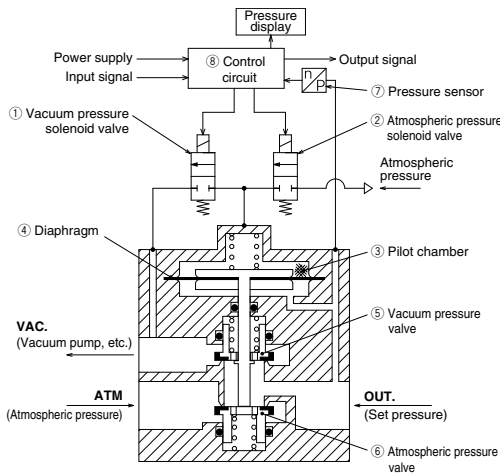 Pressure
display
Power supply
Input signal
⑧ Control
circuit
Output signal
n
P
⑦ Pressure sensor
① Vacuum pressure
solenoid valve
② Atmospheric pressure
solenoid valve
Atmospheric
pressure
④ Diaphragm
③ Pilot chamber
VAC.
(Vacuum pump, etc.)
⑤ Vacuum pressure
valve
ATM
(Atmospheric pressure)
OUT.
(Set pressure)
⑥ Atmospheric pressure
valve